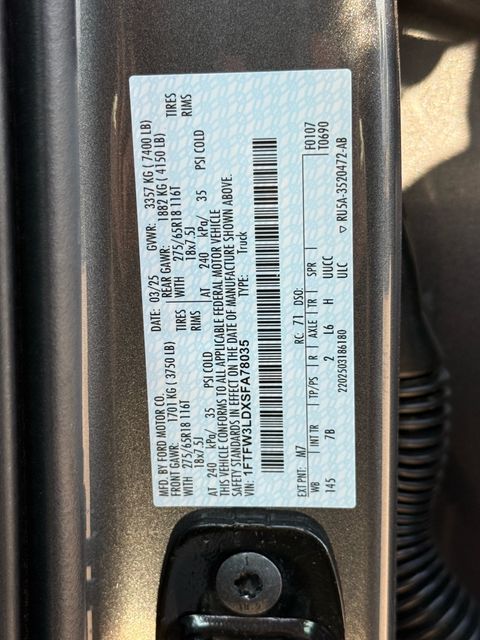 MFD. BY FORD MOTOR CO. DATE: 03/25 GVWR: 3357 KG ( 7400 LB)
FRONT GAWR: 1701 KG ( 3750 LB) REAR GAWR: 1882 KG ( 4150 LB)
WITH 275/65R18 116T TIRES WITH 275/65R18 116T TIRES
18x7.5J RIMS 18x7.5J RIMS
AT 240 kPa/ 35 PSI COLD AT 240 kPa/ 35 PSI COLD
THIS VEHICLE CONFORMS TO ALL APPLICABLE FEDERAL MOTOR VEHICLE
SAFETY STANDARDS IN EFFECT ON THE DATE OF MANUFACTURE SHOWN ABOVE.
VIN: 1FTFW3LDXSFA78035 TYPE: Truck
EXT PNT: M7 RC: 71 DSO: F0107
WB INT TR TP/PS R AXLE TR SPR T0690
145 7B 2 L6 H UUCC
ULC
2202503186180 ▽ RU5A-3520472-AB